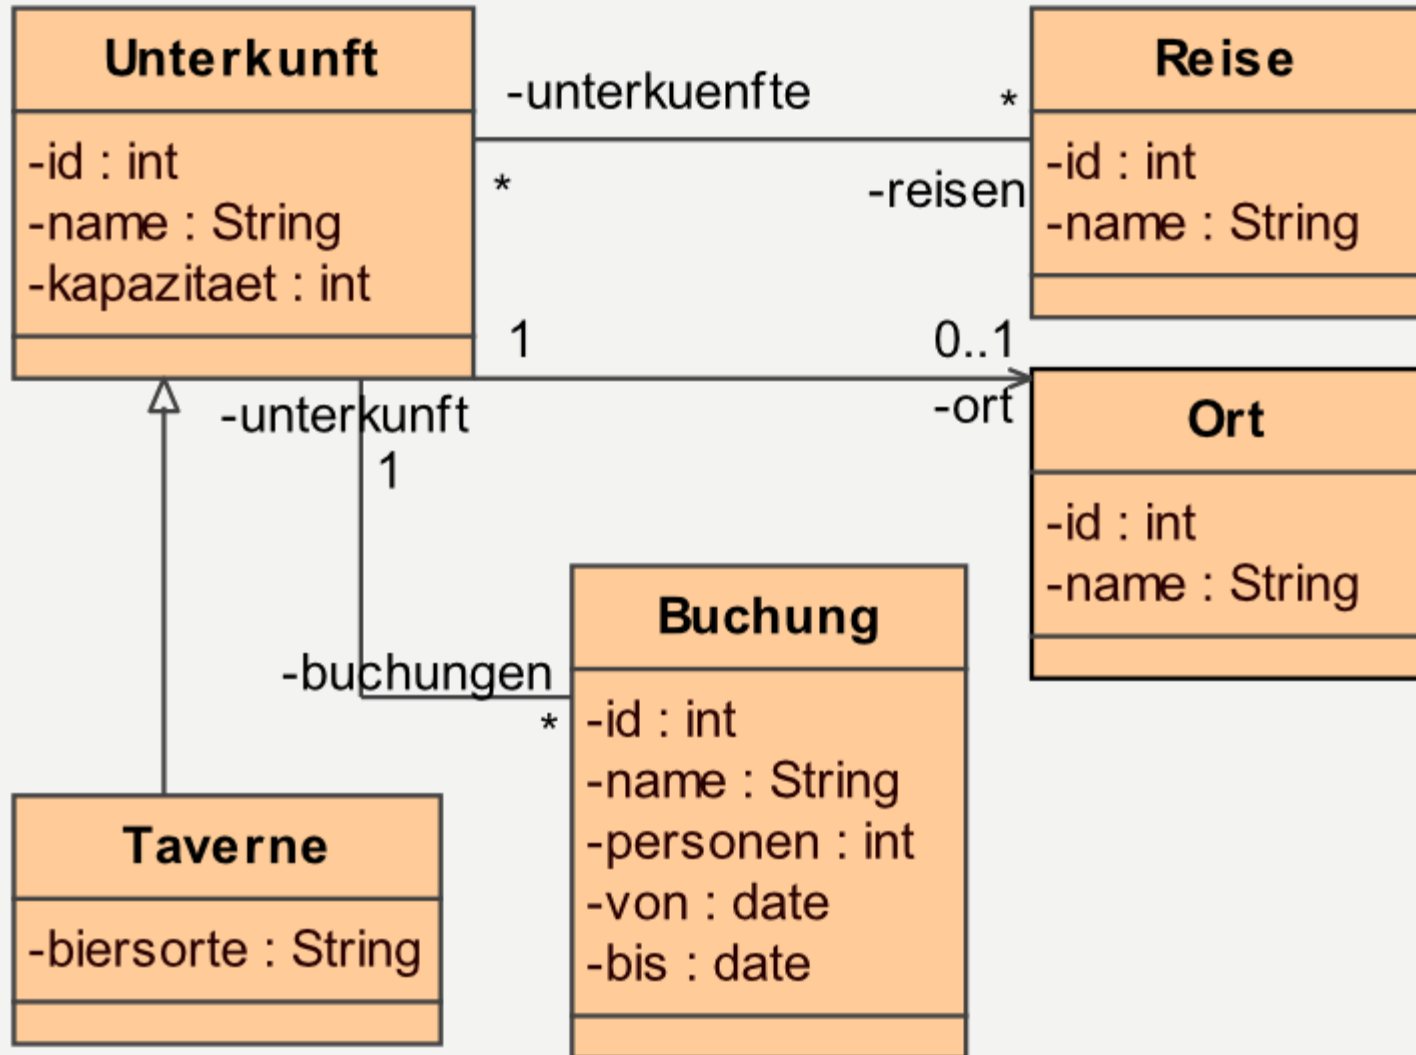 Unterkunft
-id : int
-name : String
-kapazitaet : int
-unterkuenfte
*
*
-reisen
Reise
-id : int
-name : String
1
0..1
-ort
Ort
-id : int
-name : String
-unterkunft
1
-buchungen
*
Buchung
-id : int
-name : String
-personen : int
-von : date
-bis : date
Taverne
-biersorte : String